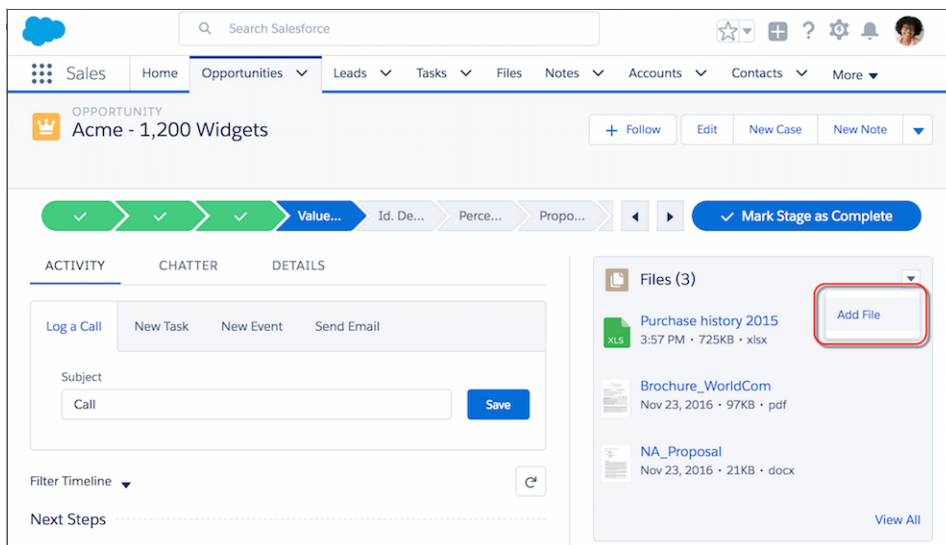 Search Salesforce
Sales Home Opportunities Leads Tasks Files Notes Accounts Contacts More
OPPORTUNITY
Acme - 1,200 Widgets
+ Follow Edit New Case New Note
Value... Id. De... Perce... Propo... Mark Stage as Complete
ACTIVITY CHATTER DETAILS
Log a Call New Task New Event Send Email
Subject
Call Save
Filter Timeline
Next Steps
Files (3)
Add File
Purchase history 2015
XLS 3:57 PM • 725KB • xlsx
Brochure_WorldCom
Nov 23, 2016 • 97KB • pdf
NA_Proposal
Nov 23, 2016 • 21KB • docx
View All